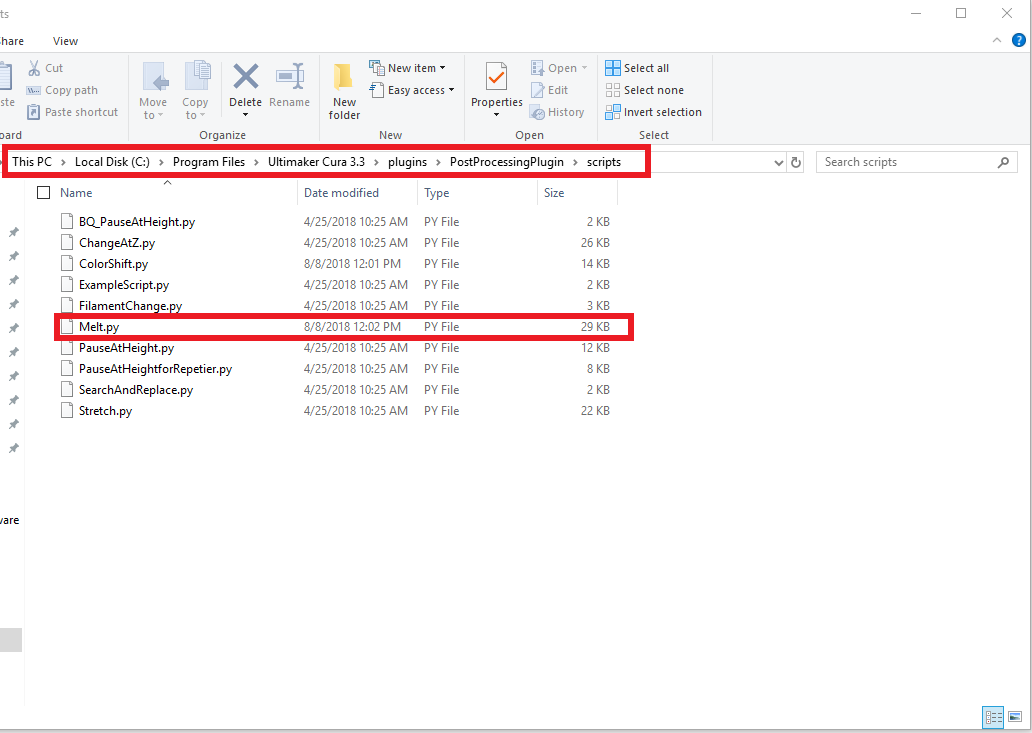 ts
Share View
Cut
Copy path
Paste shortcut
Move to
Copy to
Delete
Rename
New folder
New item
Easy access
Properties
Open
Edit
History
Select all
Select none
Invert selection
Organize
New
Open
Select
This PC > Local Disk (C:) > Program Files > Ultimaker Cura 3.3 > plugins > PostProcessingPlugin > scripts
Search scripts
Name Date modified Type Size
BQ_PauseAtHeight.py 4/25/2018 10:25 AM PY File 2 KB
ChangeAtZ.py 4/25/2018 10:25 AM PY File 26 KB
ColorShift.py 8/8/2018 12:01 PM PY File 14 KB
ExampleScript.py 4/25/2018 10:25 AM PY File 2 KB
FilamentChange.py 4/25/2018 10:25 AM PY File 3 KB
Melt.py 8/8/2018 12:02 PM PY File 29 KB
PauseAtHeight.py 4/25/2018 10:25 AM PY File 12 KB
PauseAtHeightforRepetier.py 4/25/2018 10:25 AM PY File 8 KB
SearchAndReplace.py 4/25/2018 10:25 AM PY File 2 KB
Stretch.py 4/25/2018 10:25 AM PY File 22 KB